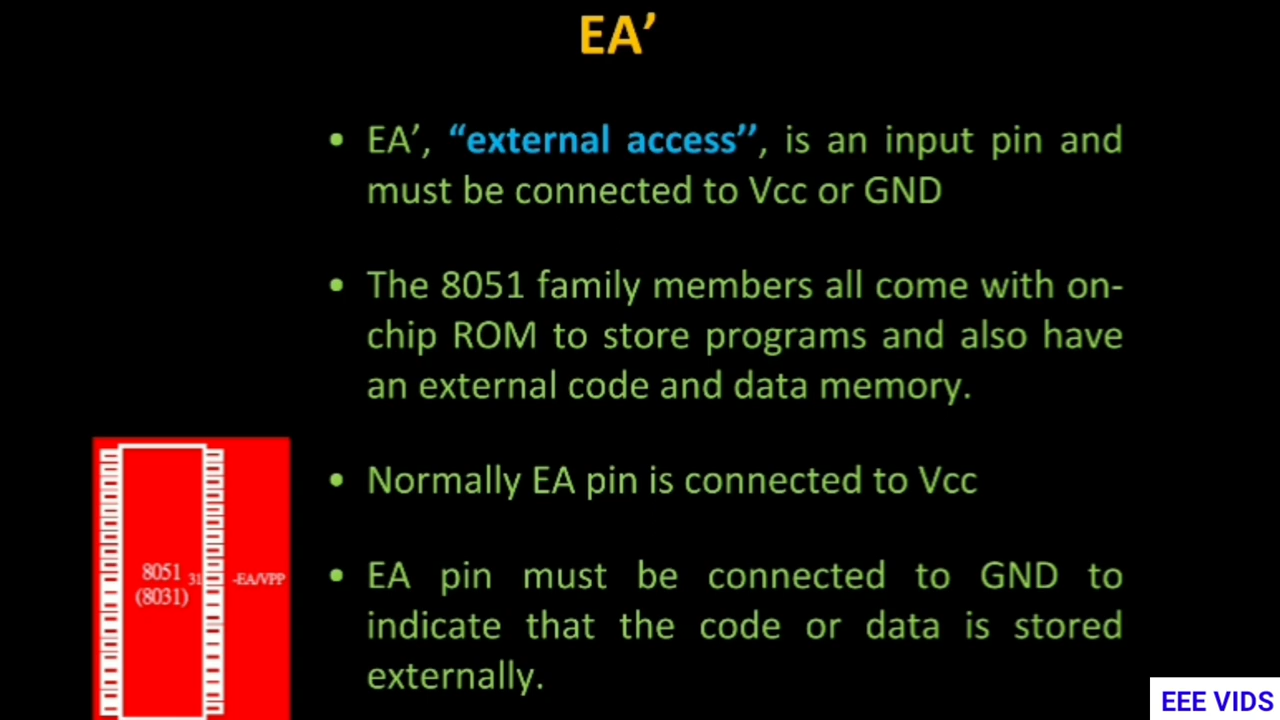 EA’
• EA’, “external access’’, is an input pin and
must be connected to Vcc or GND
• The 8051 family members all come with on-
chip ROM to store programs and also have
an external code and data memory.
• Normally EA pin is connected to Vcc
• EA pin must be connected to GND to
indicate that the code or data is stored
externally.
8051
(8031)
31
-EA/VPP
EEE VIDS